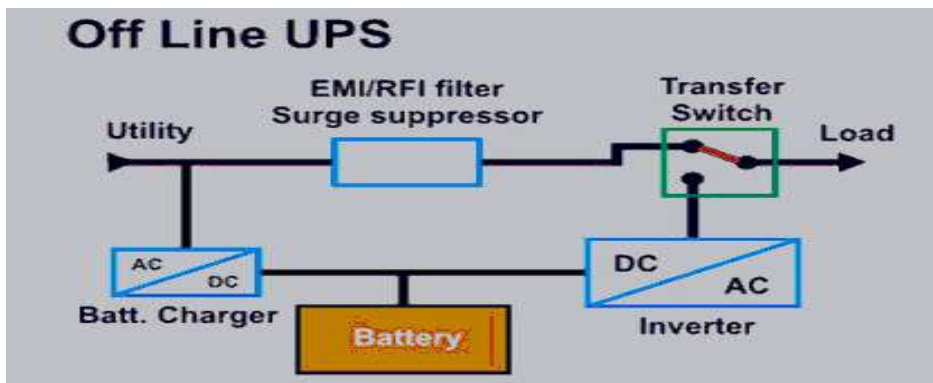 Off Line UPS
EMI/RFI filter
Surge suppressor
Transfer
Switch
Utility
Load
AC
DC
Batt. Charger
Battery
DC
AC
Inverter